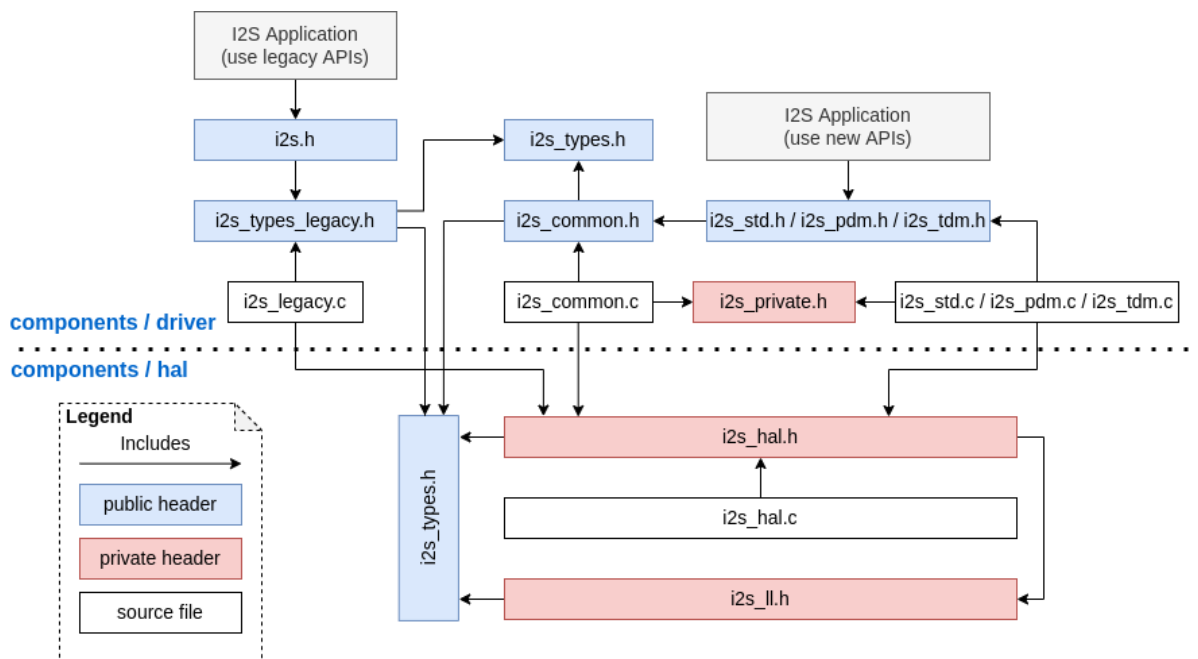 I2S Application
(use legacy APIs)
I2S Application
(use new APIs)
i2s.h
i2s_types.h
i2s_types_legacy.h
i2s_common.h
i2s_std.h / i2s_pdm.h / i2s_tdm.h
i2s_legacy.c
i2s_common.c
i2s_private.h
i2s_std.c / i2s_pdm.c / i2s_tdm.c
components / driver
components / hal
Legend
Includes
public header
private header
source file
i2s_types.h
i2s_hal.h
i2s_hal.c
i2s_ll.h